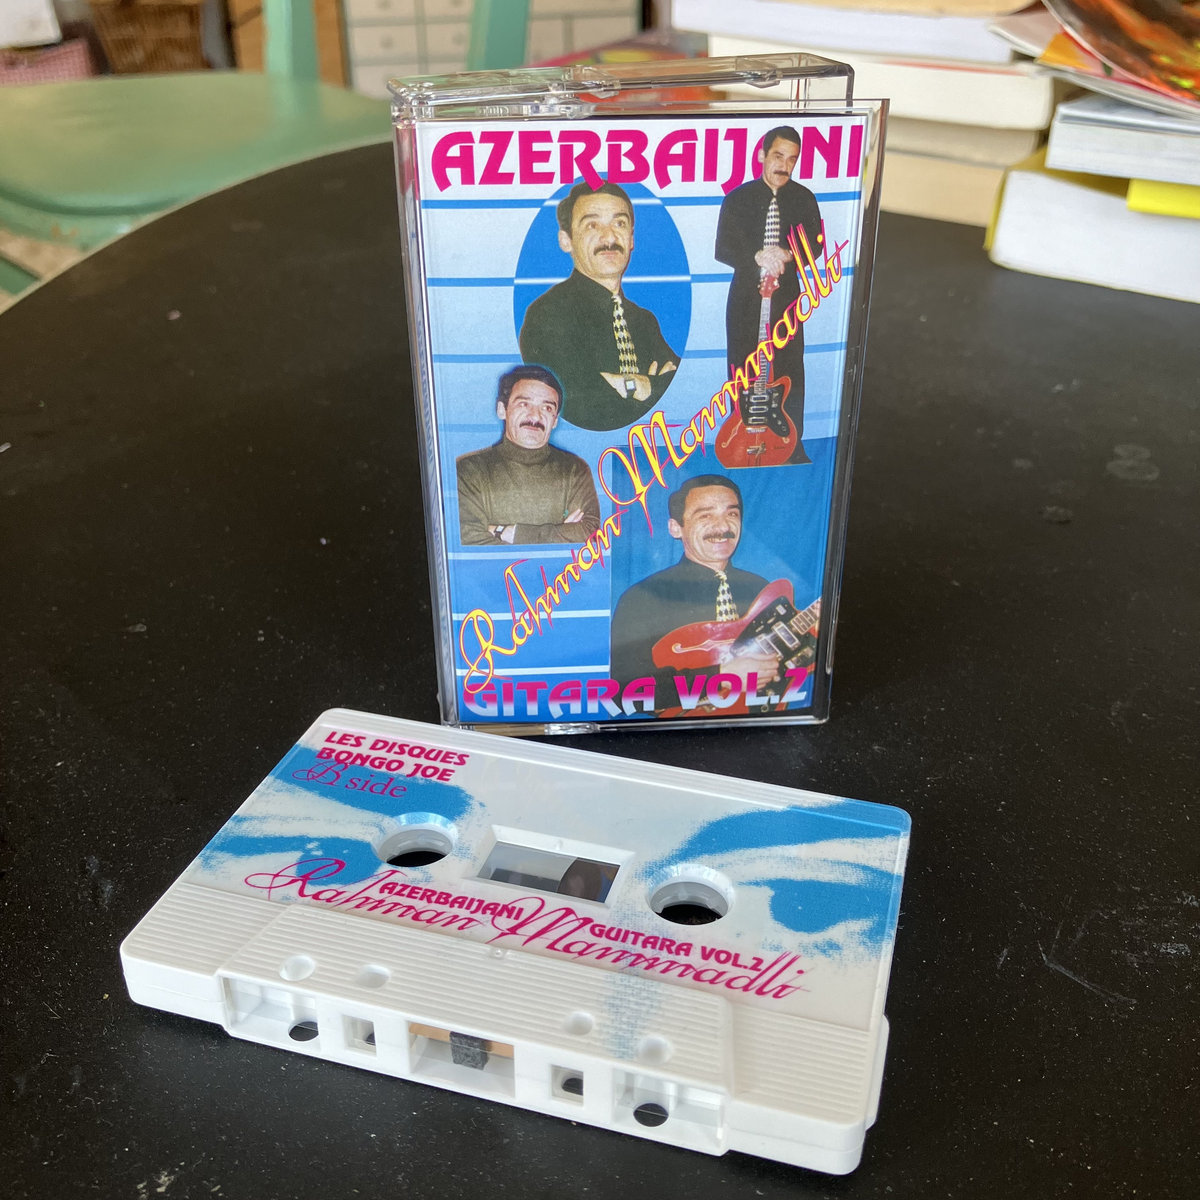 AZERBAIJANI
Rahman Mammadli
GITARA VOL.2
LES DISQUES
BONGO JOE
B side
AZERBAIJANI GUITARA VOL.2
Rahman Mammadli